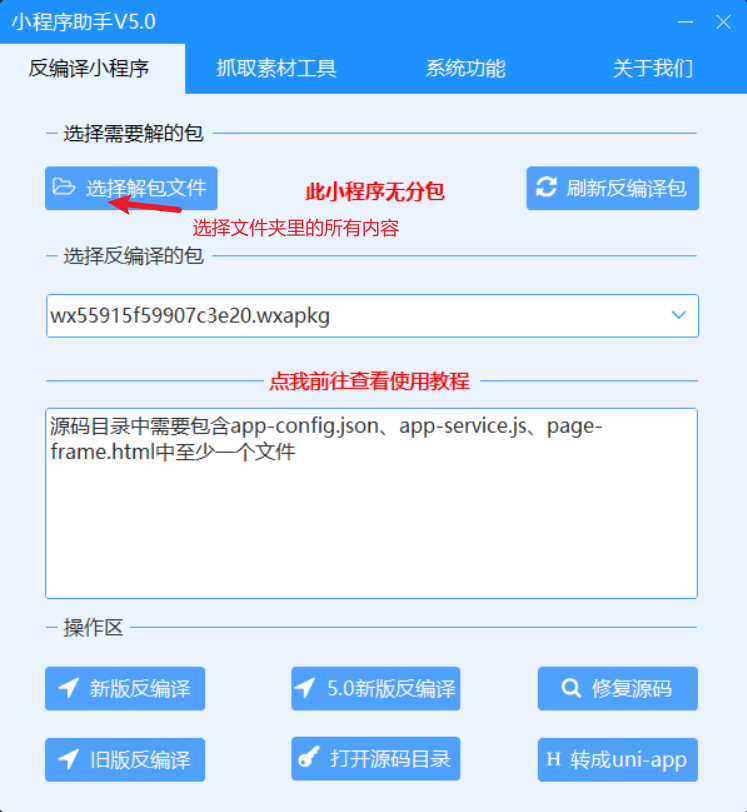 小程序助手V5.0
反编译小程序 抓取素材工具 系统功能 关于我们
选择需要解的包
选择解包文件 此小程序无分包 刷新反编译包
选择文件夹里的所有内容
选择反编译的包
wx55915f59907c3e20.wxapkg
点我前往查看使用教程
源码目录中需要包含app-config.json、app-service.js、page-
frame.html中至少一个文件
操作区
新版反编译 5.0新版反编译 修复源码
旧版反编译 打开源码目录 H 转成uni-app